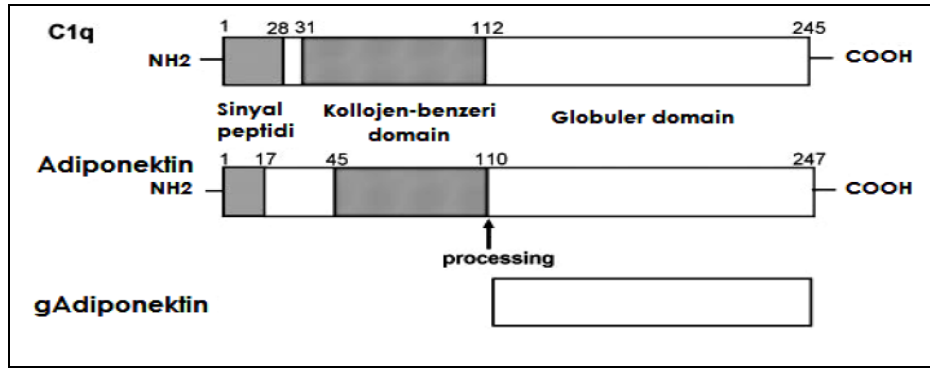 C1q
1 28 31 112 245
NH2 COOH
Sinyal peptidi Kollojen-benzeri domain Globuler domain
Adiponektin
1 17 45 110 247
NH2 COOH
processing
gAdiponektin